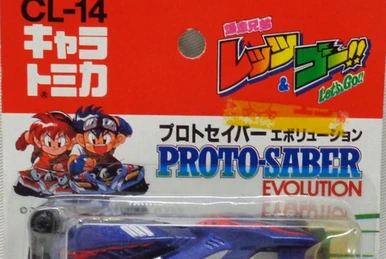 CL-14
キャラ
トミカ
®
爆走兄弟
レッツ
&
ゴー!!
Let's & Go!!
プロトセイバー エボリューション
PROTO-SABER
EVOLUTION
©